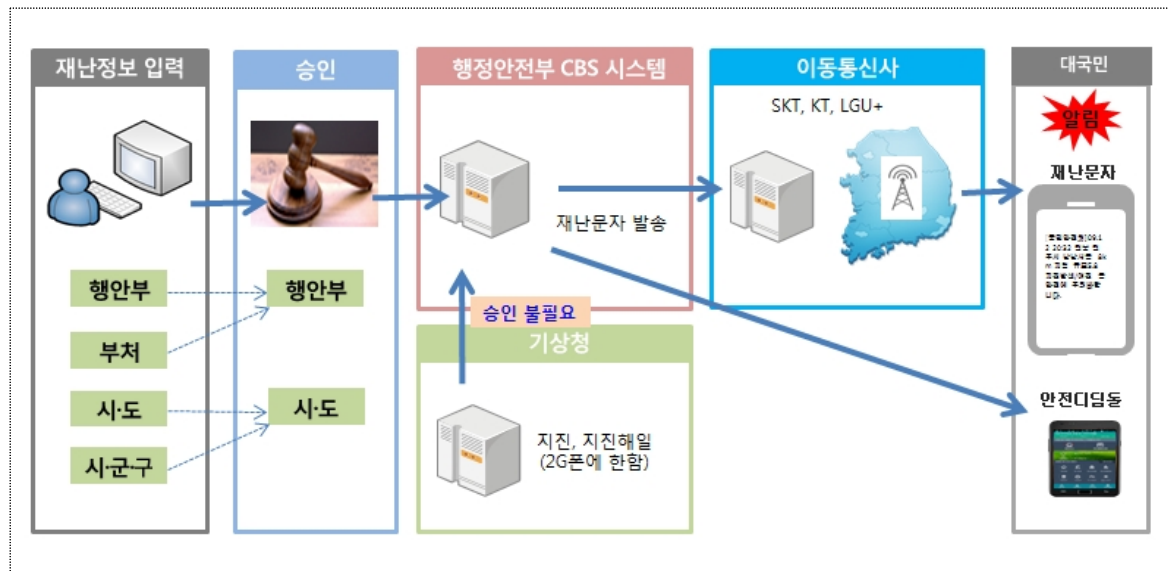 재난정보 입력
승인
행정안전부 CBS 시스템
이동통신사
대국민
SKT, KT, LGU+
알림
재난문자
재난문자 발송
행안부
행안부
승인 불필요
부처
기상청
시·도
시·도
안전디딤돌
시·군·구
지진, 지진해일
(2G폰에 한함)